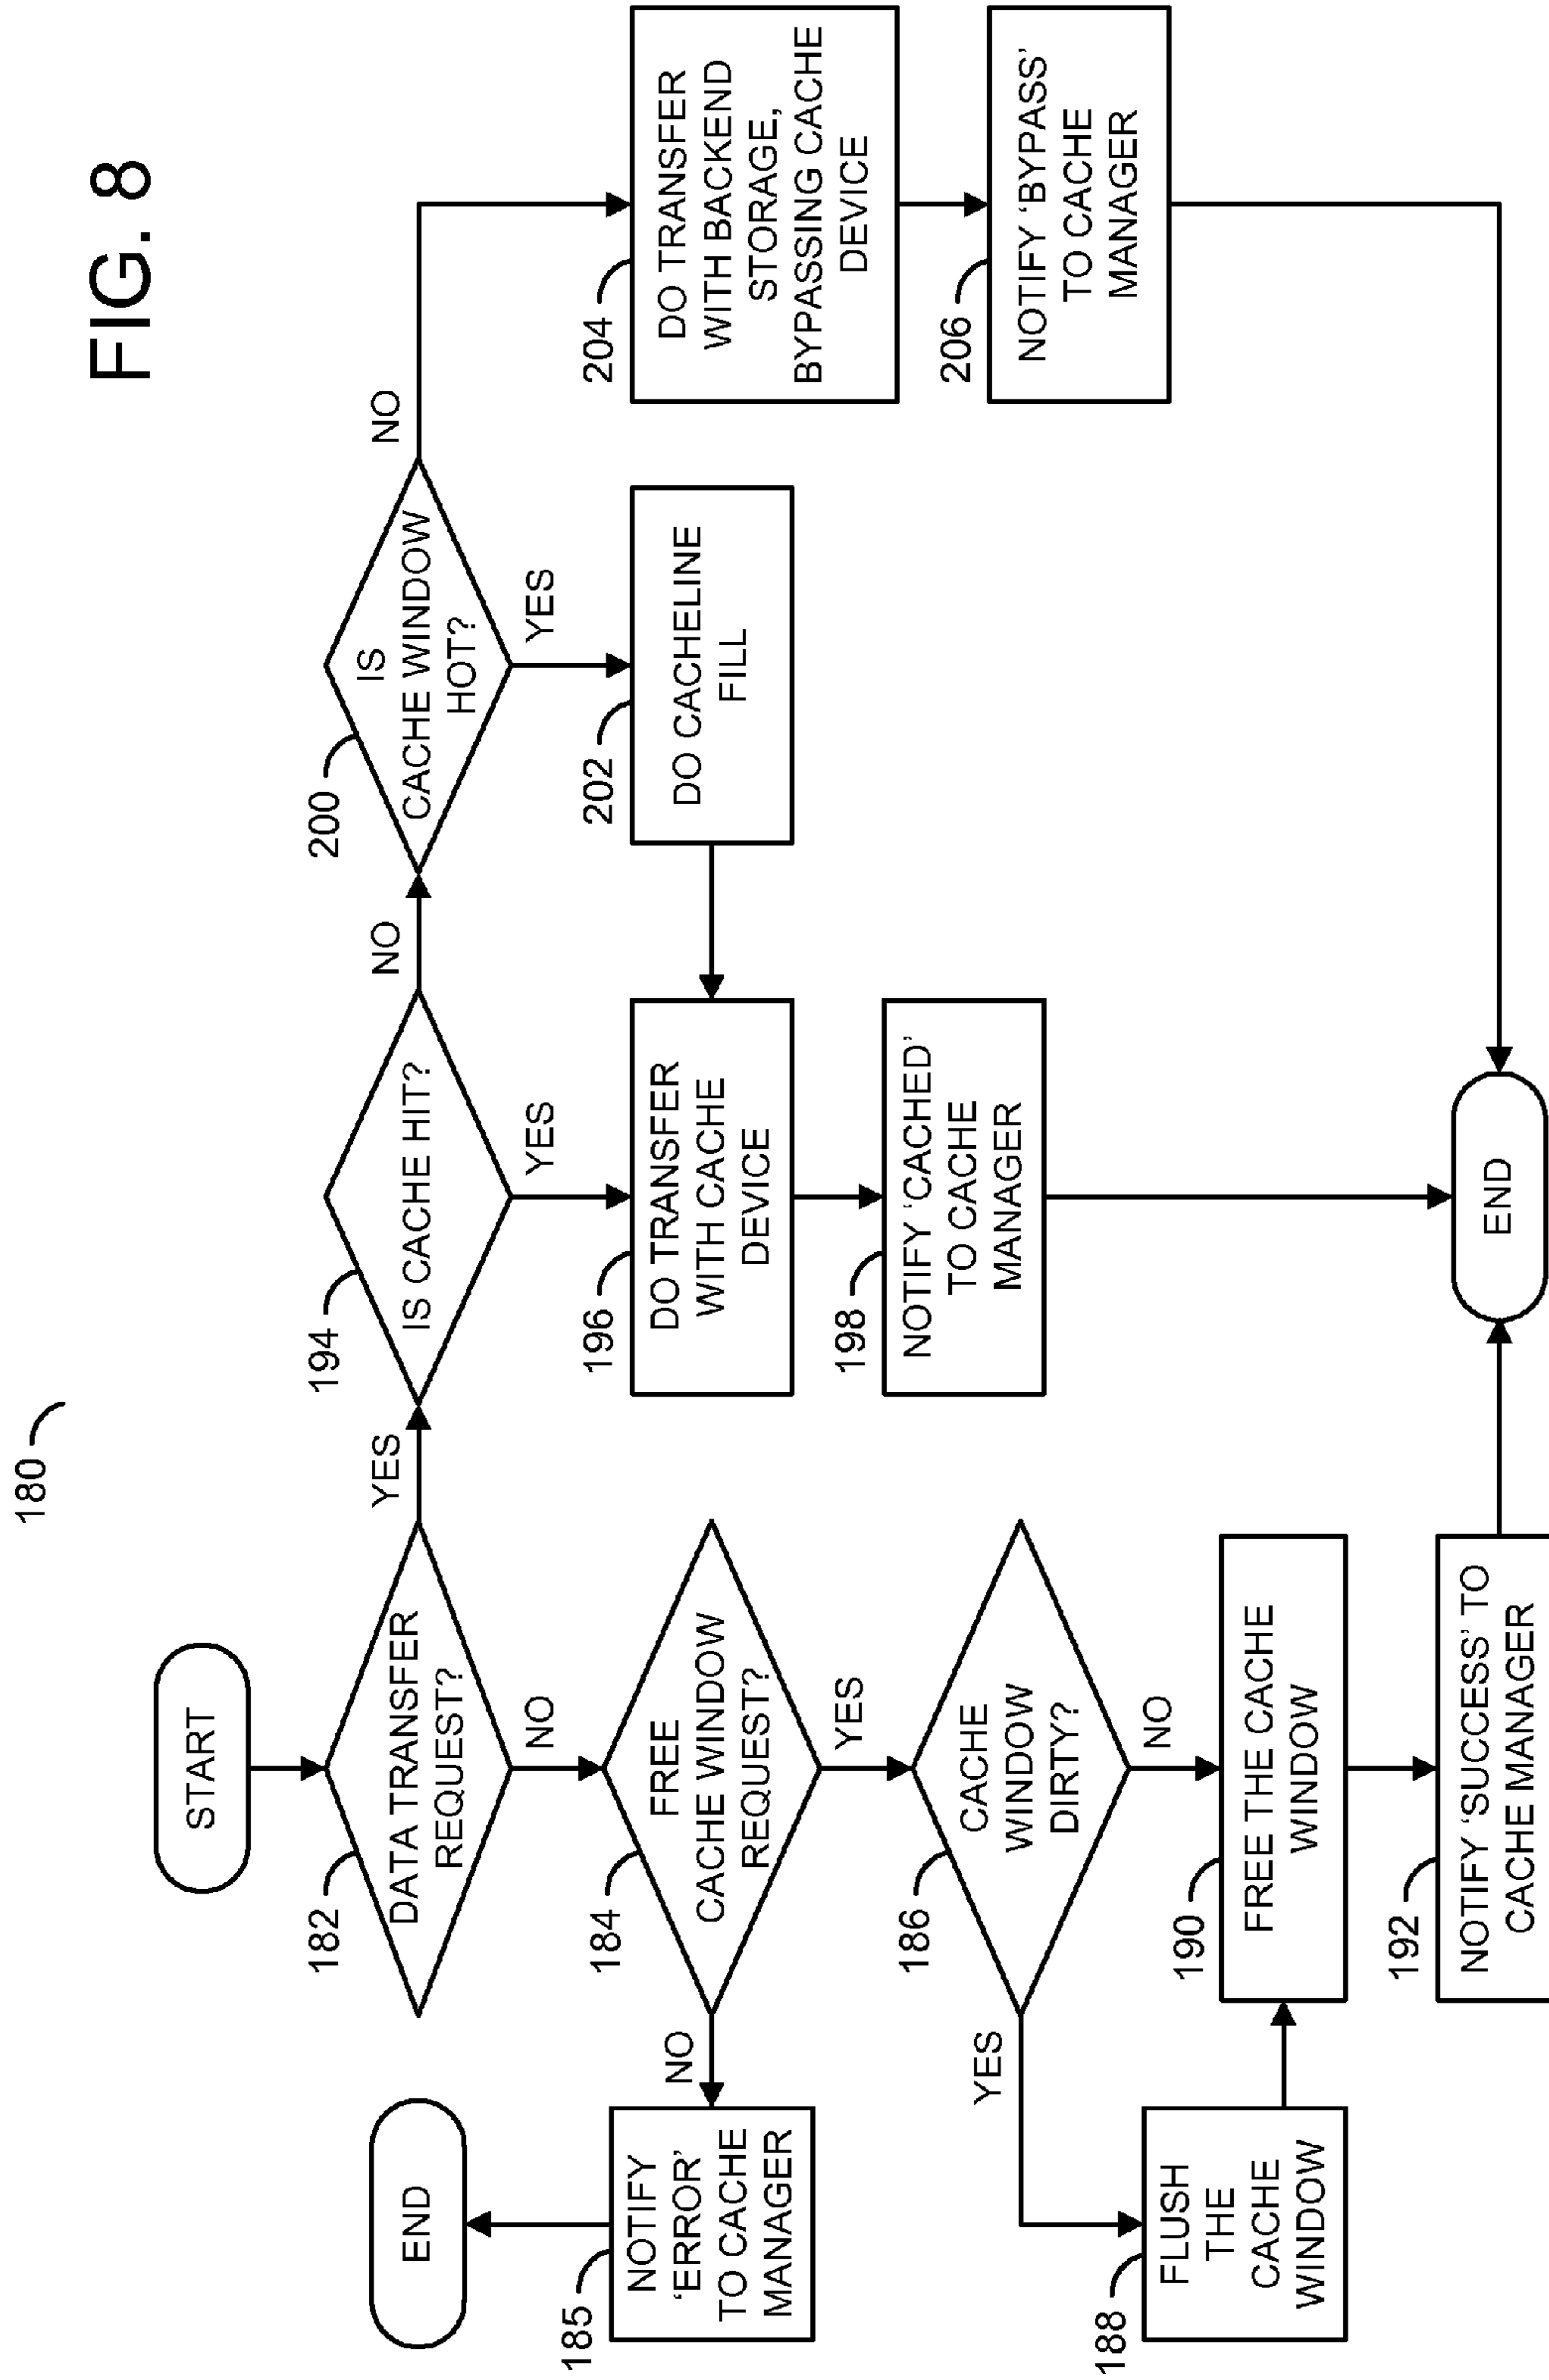 180
FIG. 8
START
182
DATA TRANSFER
REQUEST?
YES
NO
194
IS CACHE HIT?
YES
NO
200
IS
CACHE WINDOW
HOT?
YES
NO
END
184
FREE
CACHE WINDOW
REQUEST?
NO
YES
185
NOTIFY
‘ERROR’
TO CACHE
MANAGER
196
DO TRANSFER
WITH CACHE
DEVICE
202
DO CACHELINE
FILL
204
DO TRANSFER
WITH BACKEND
STORAGE,
BYPASSING CACHE
DEVICE
186
CACHE
WINDOW
DIRTY?
YES
NO
198
NOTIFY ‘CACHED’
TO CACHE
MANAGER
206
NOTIFY ‘BYPASS’
TO CACHE
MANAGER
188
FLUSH
THE
CACHE
WINDOW
190
FREE THE CACHE
WINDOW
192
NOTIFY ‘SUCCESS’ TO
CACHE MANAGER
END